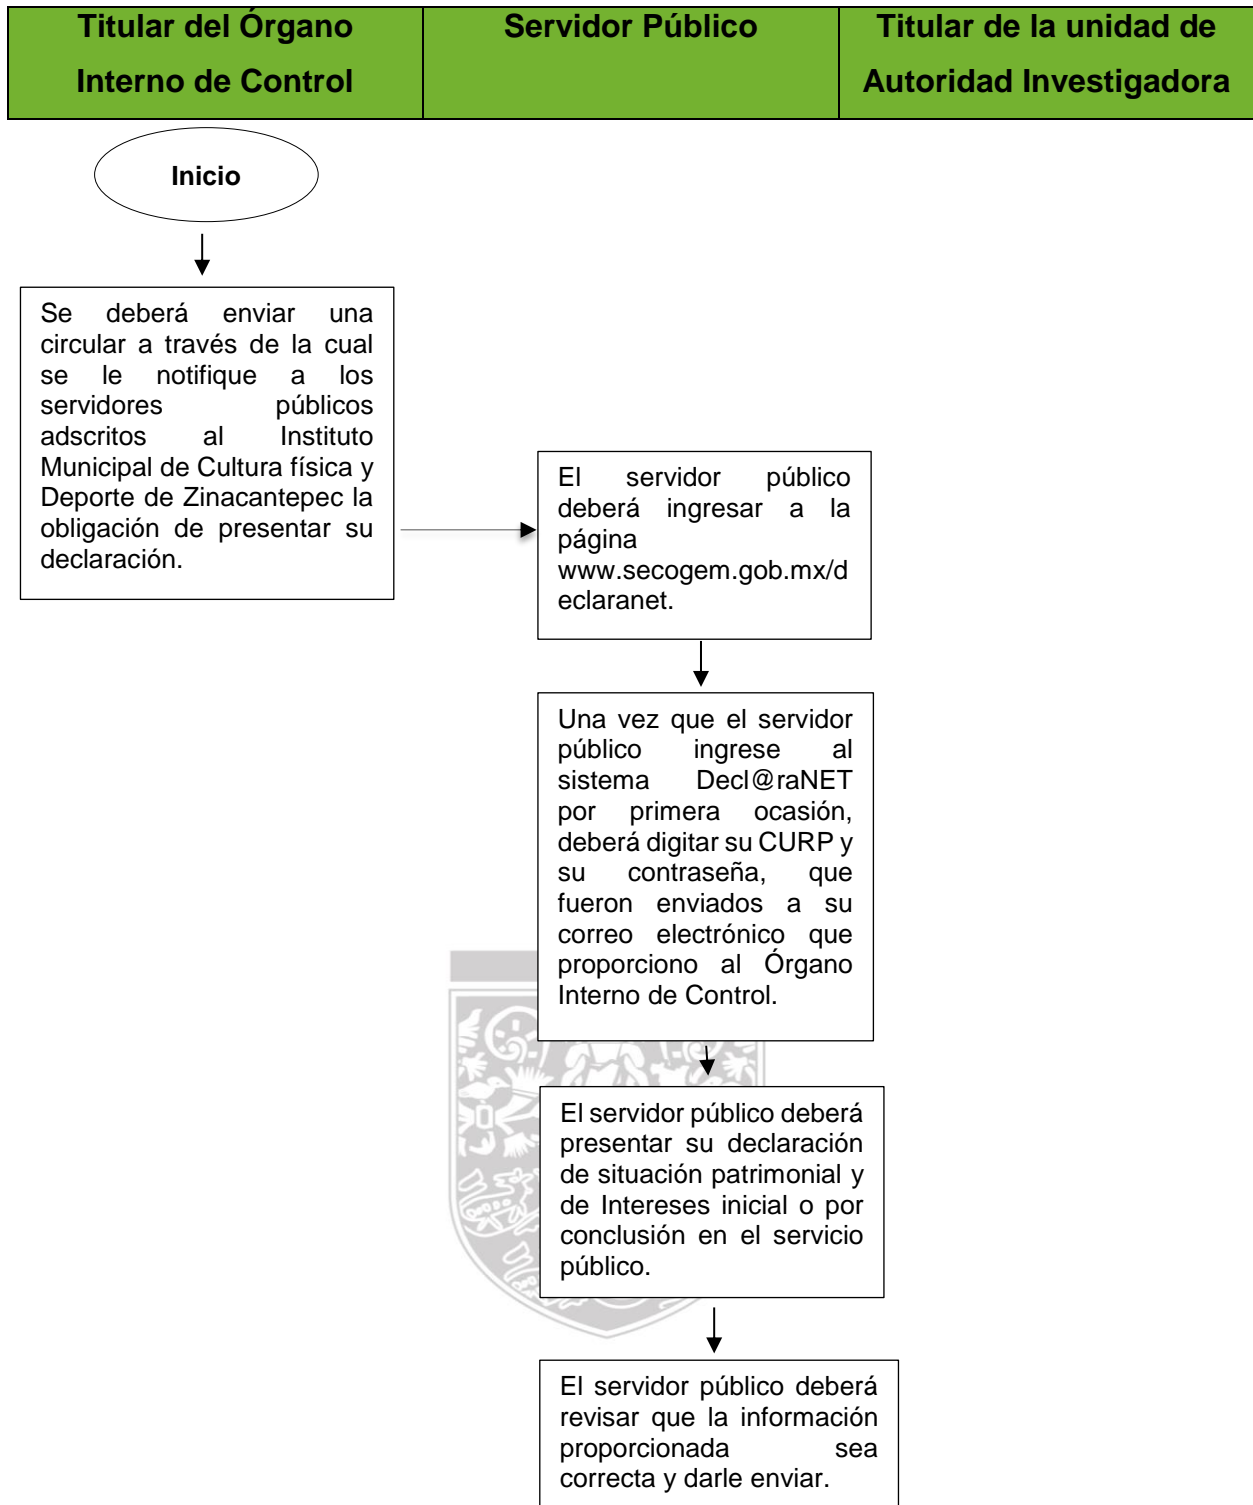 Titular del Órgano
Interno de Control
Servidor Público
Titular de la unidad de
Autoridad Investigadora
Inicio
Se deberá enviar una
circular a través de la cual
se le notifique a los
servidores públicos
adscritos al Instituto
Municipal de Cultura física y
Deporte de Zinacantepec la
obligación de presentar su
declaración.
El servidor público
deberá ingresar a la
página
www.secogem.gob.mx/d
eclaranet.
Una vez que el servidor
público ingrese al
sistema Decl@raNET
por primera ocasión,
deberá digitar su CURP y
su contraseña, que
fueron enviados a su
correo electrónico que
proporciono al Órgano
Interno de Control.
El servidor público deberá
presentar su declaración
de situación patrimonial y
de Intereses inicial o por
conclusión en el servicio
público.
El servidor público deberá
revisar que la información
proporcionada sea
correcta y darle enviar.